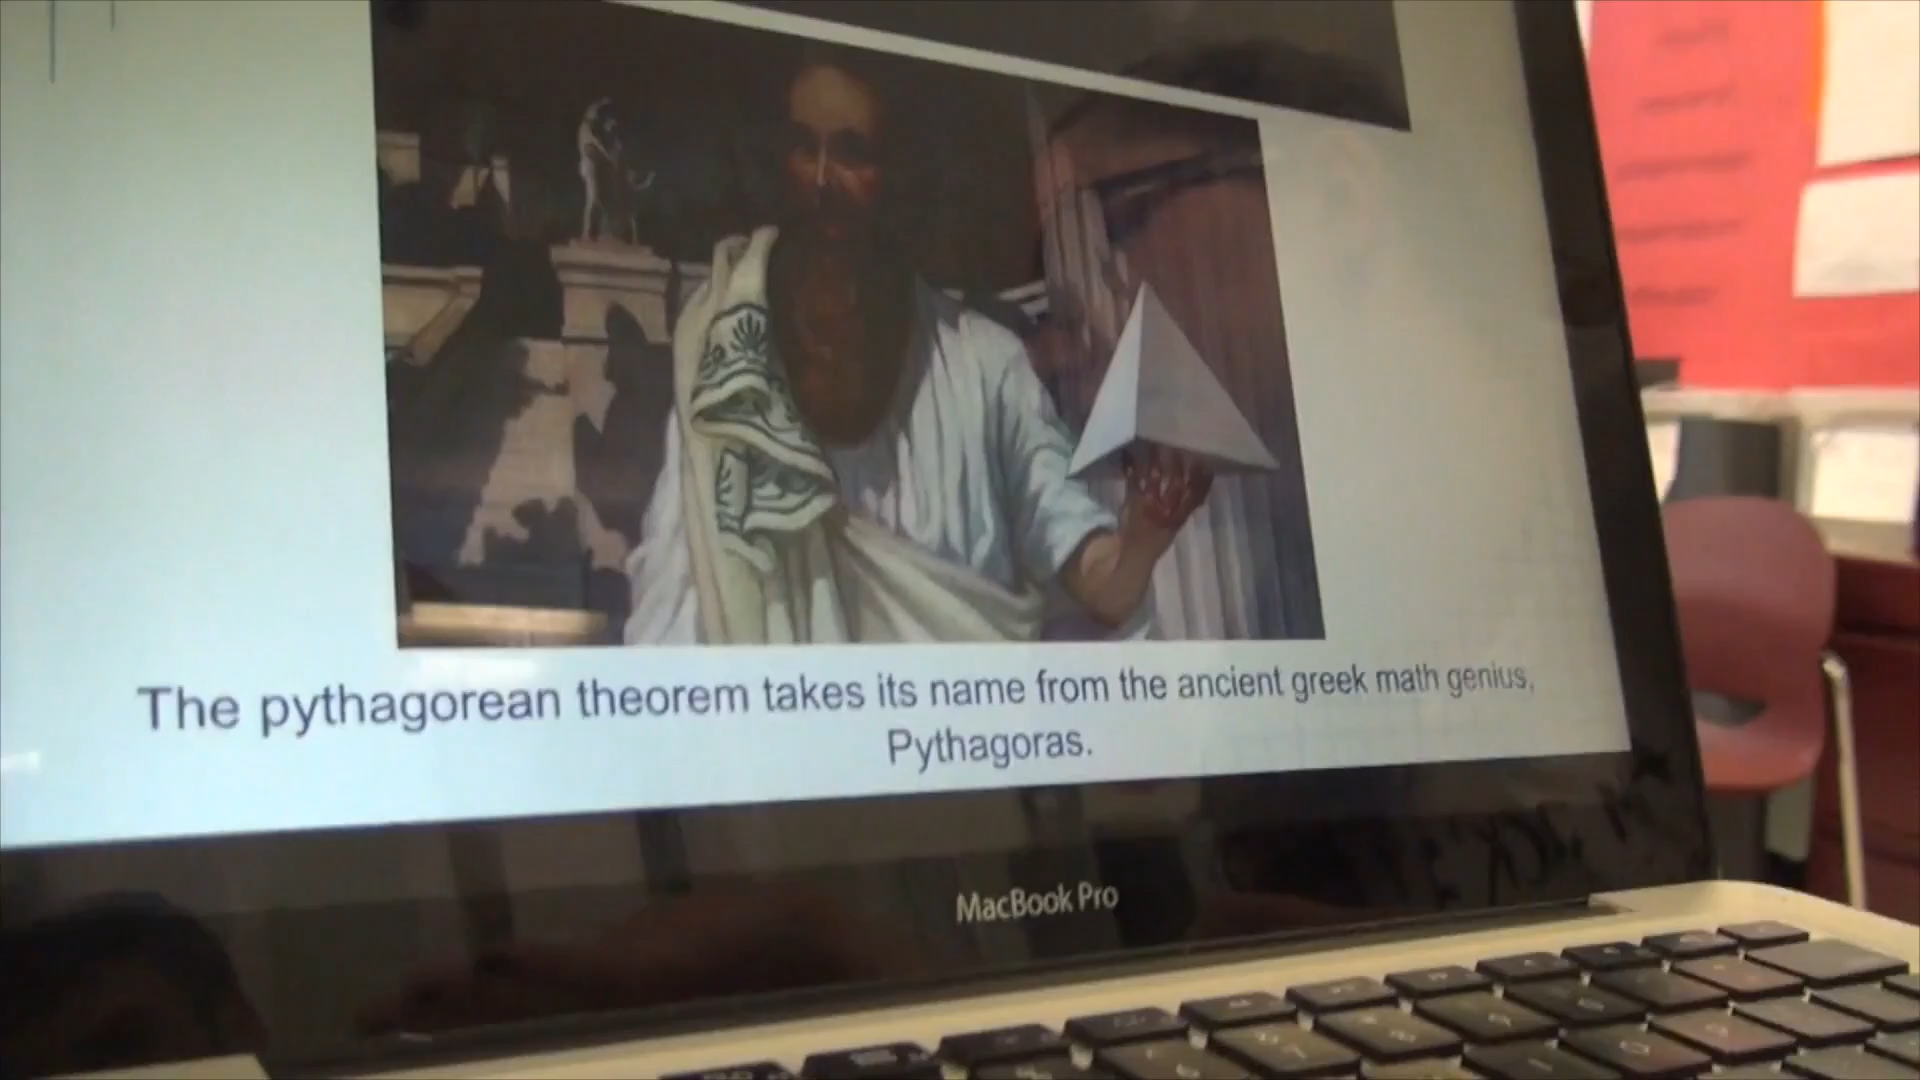 The pythagorean theorem takes its name from the ancient greek math genius,
Pythagoras.
MacBook Pro